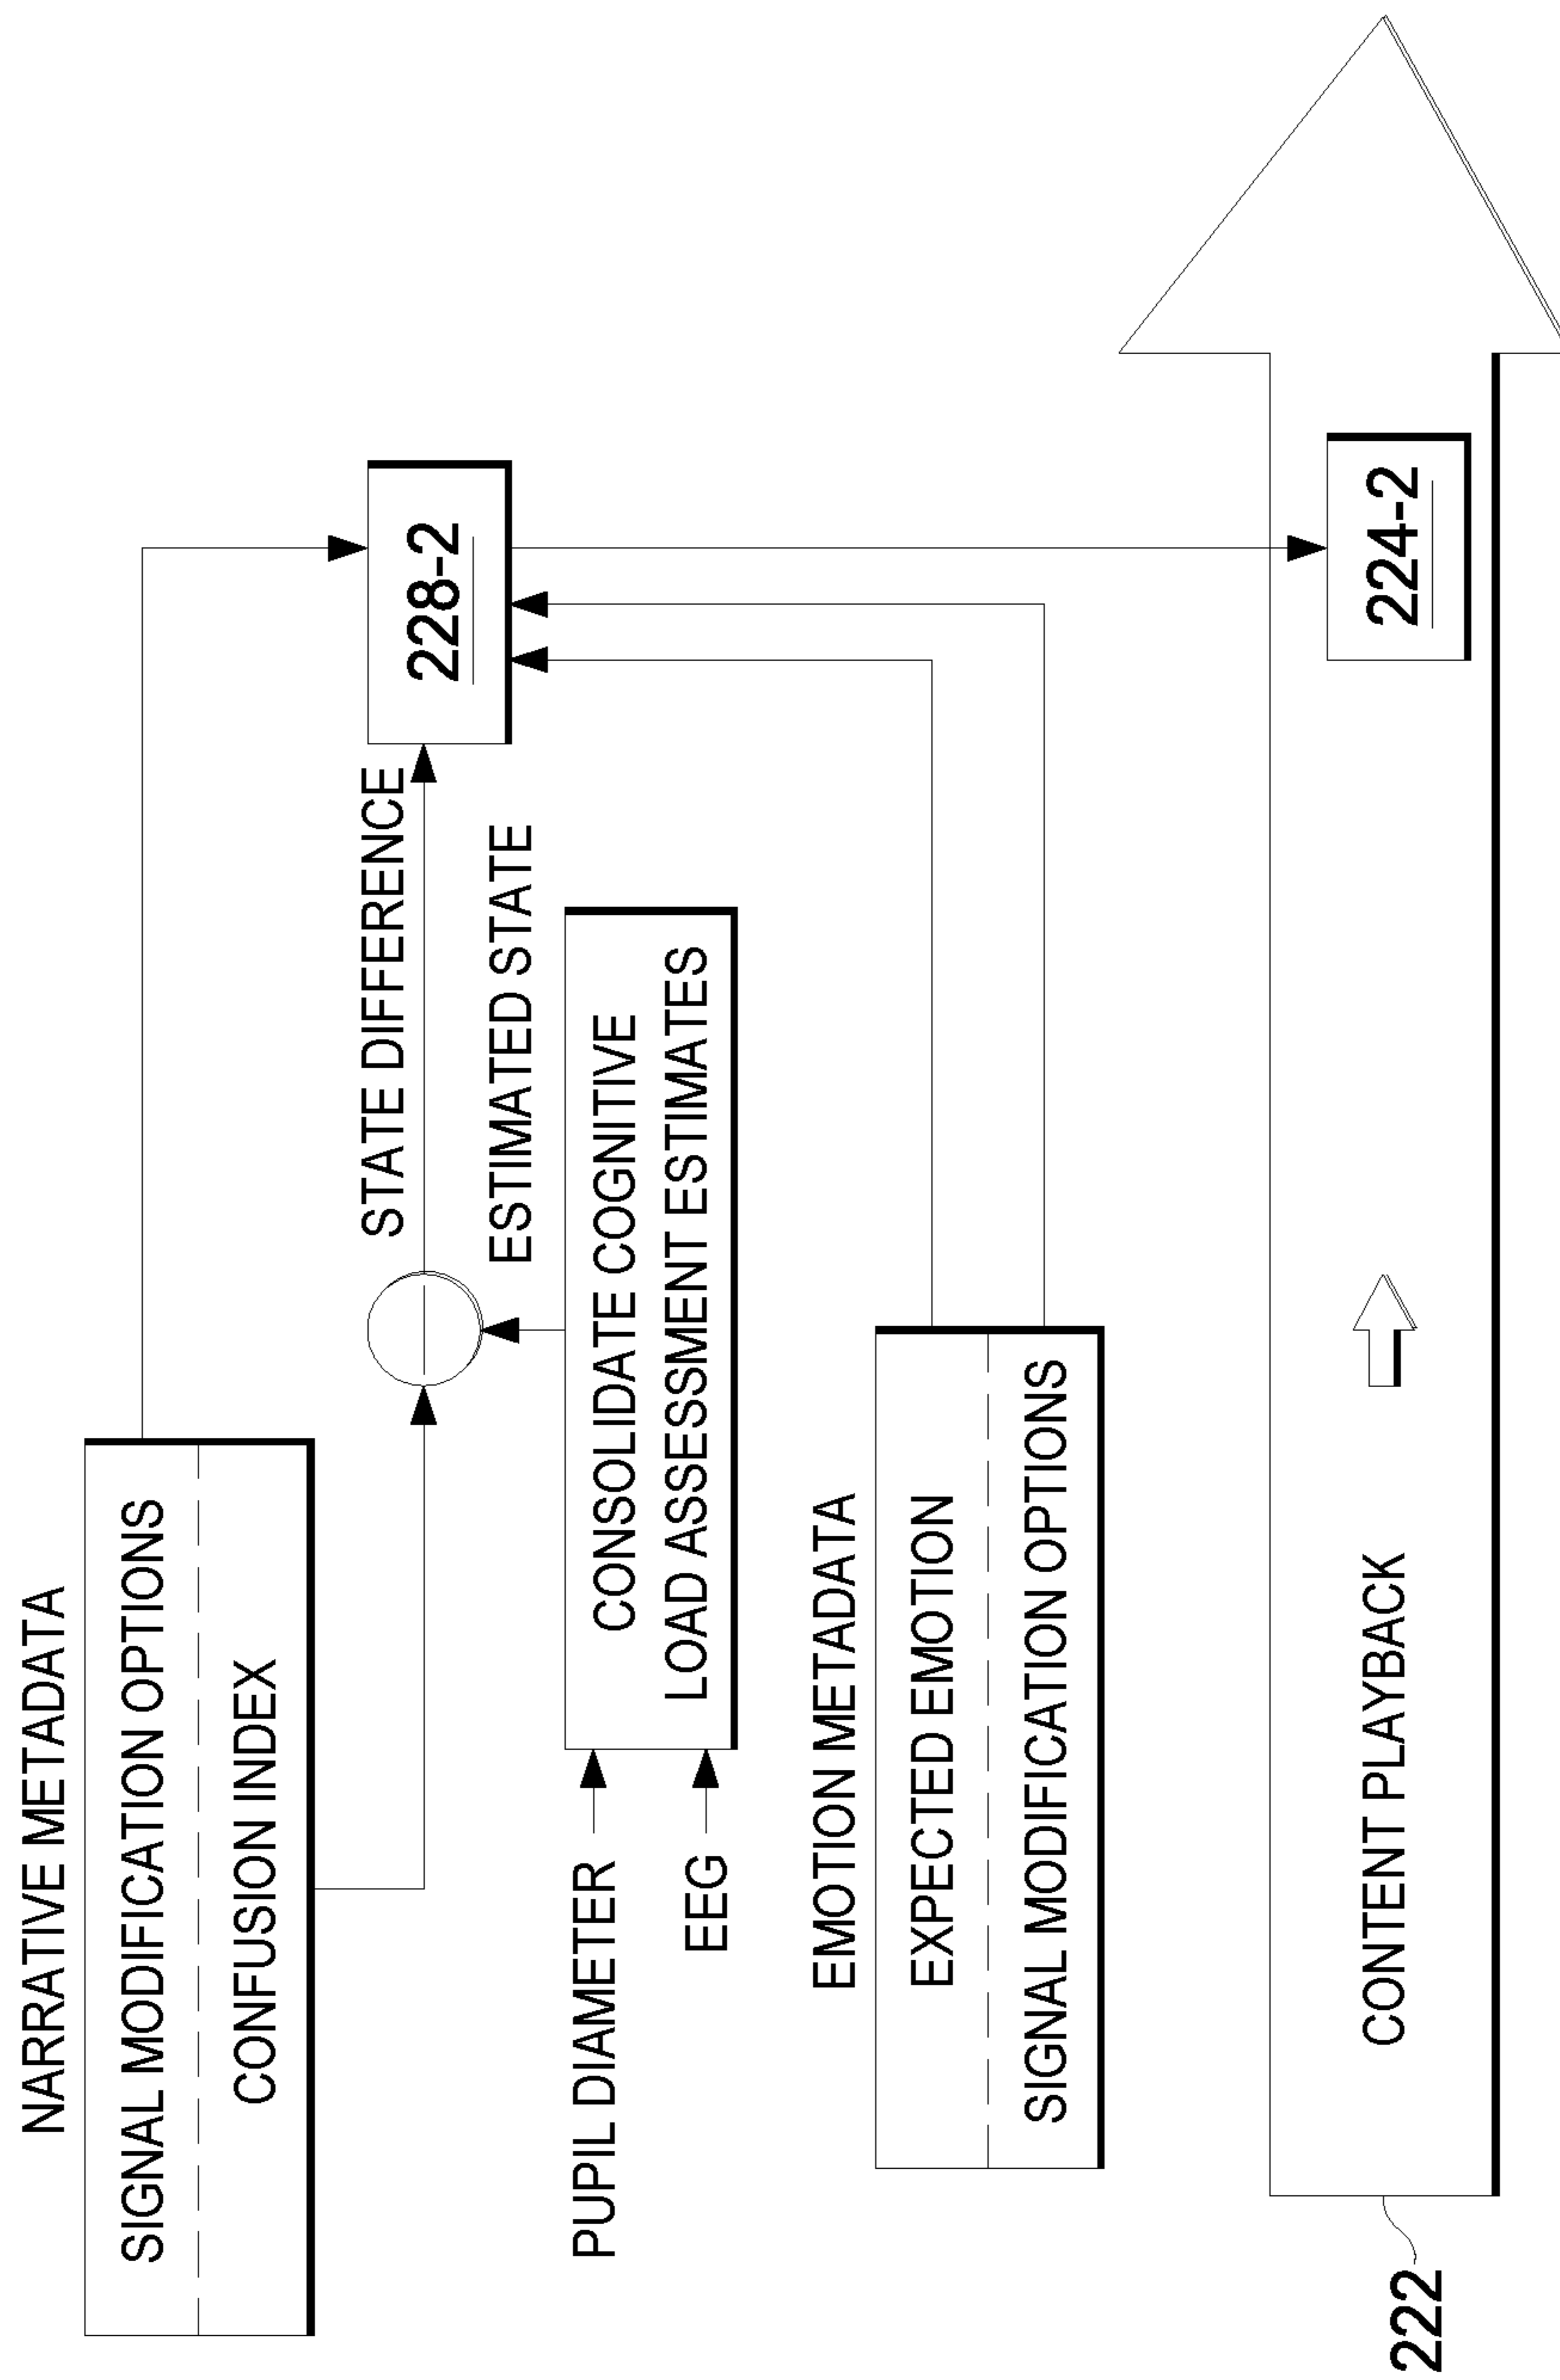 NARRATIVE METADATA
SIGNAL MODIFICATION OPTIONS
CONFUSION INDEX
STATE DIFFERENCE
228-2
ESTIMATED STATE
PUPIL DIAMETER
EEG
CONSOLIDATE COGNITIVE
LOAD ASSESSMENT ESTIMATES
EMOTION METADATA
EXPECTED EMOTION
SIGNAL MODIFICATION OPTIONS
222
CONTENT PLAYBACK
224-2